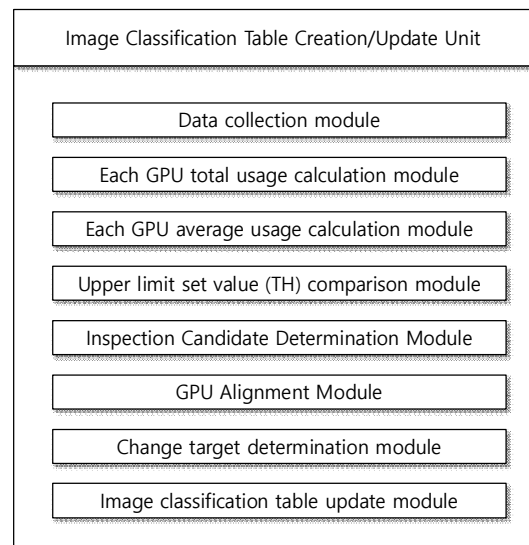 Image Classification Table Creation/Update Unit
Data collection module
Each GPU total usage calculation module
Each GPU average usage calculation module
Upper limit set value (TH) comparison module
Inspection Candidate Determination Module
GPU Alignment Module
Change target determination module
Image classification table update module